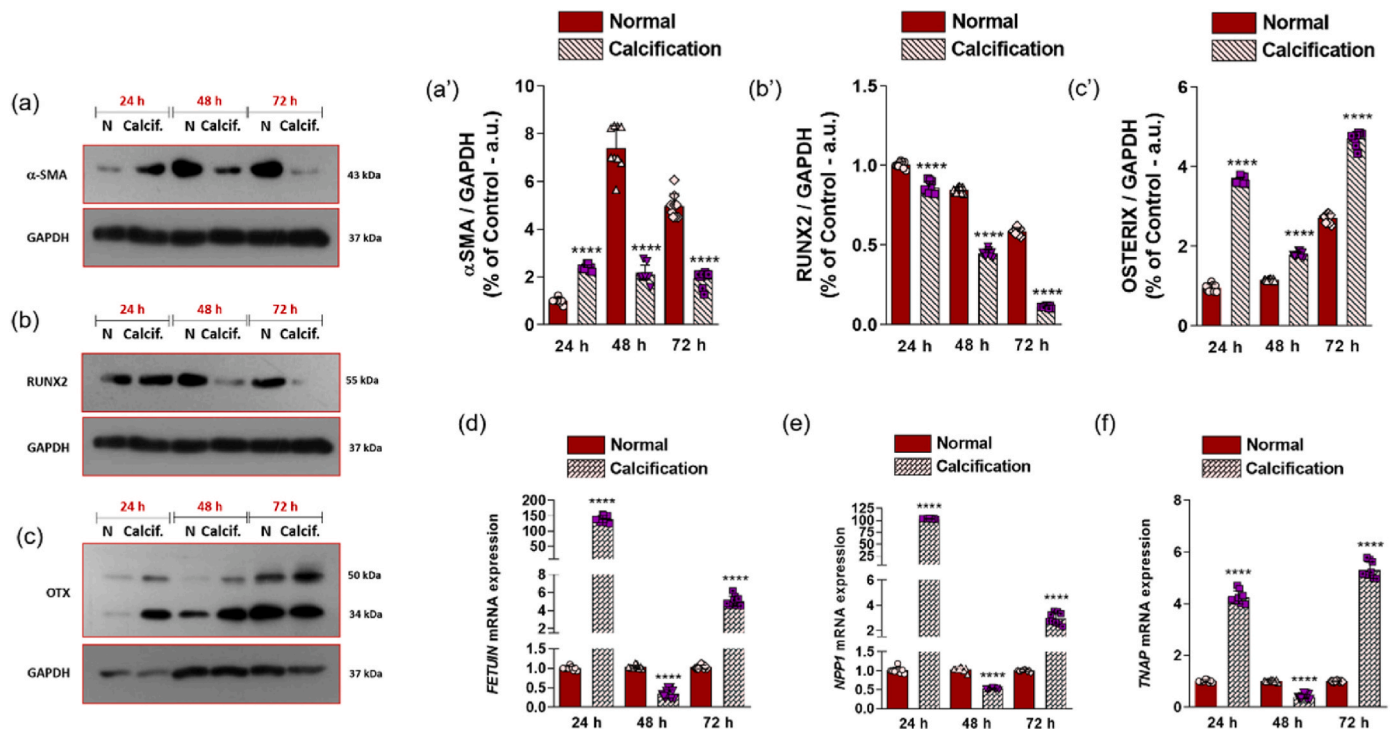 (a)
24 h 48 h 72 h
N Calcif. N Calcif. N Calcif.
α-SMA 43 kDa
GAPDH 37 kDa
(b)
24 h 48 h 72 h
N Calcif. N Calcif. N Calcif.
RUNX2 55 kDa
GAPDH 37 kDa
(c)
24 h 48 h 72 h
N Calcif. N Calcif. N Calcif.
OTX
50 kDa
34 kDa
GAPDH 37 kDa
(a')
Normal
Calcification
αSMA / GAPDH
(% of Control - a.u.)
10
8
6
4
2
0
**** **** ****
24 h 48 h 72 h
(b')
Normal
Calcification
RUNX2 / GAPDH
(% of Control - a.u.)
1.5
1.0
0.5
0.0
**** **** ****
24 h 48 h 72 h
(c')
Normal
Calcification
OSTERIX / GAPDH
(% of Control - a.u.)
6
4
2
0
**** **** ****
24 h 48 h 72 h
(d)
Normal
Calcification
FETUIN mRNA expression
200
150
100
50
8
6
4
2
1.5
1.0
0.5
0.0
**** **** ****
24 h 48 h 72 h
(e)
Normal
Calcification
NPP1 mRNA expression
125
100
75
50
25
6
4
2
1.5
1.0
0.5
0.0
**** **** ****
24 h 48 h 72 h
(f)
Normal
Calcification
TNAP mRNA expression
8
6
4
2
0
**** **** ****
24 h 48 h 72 h